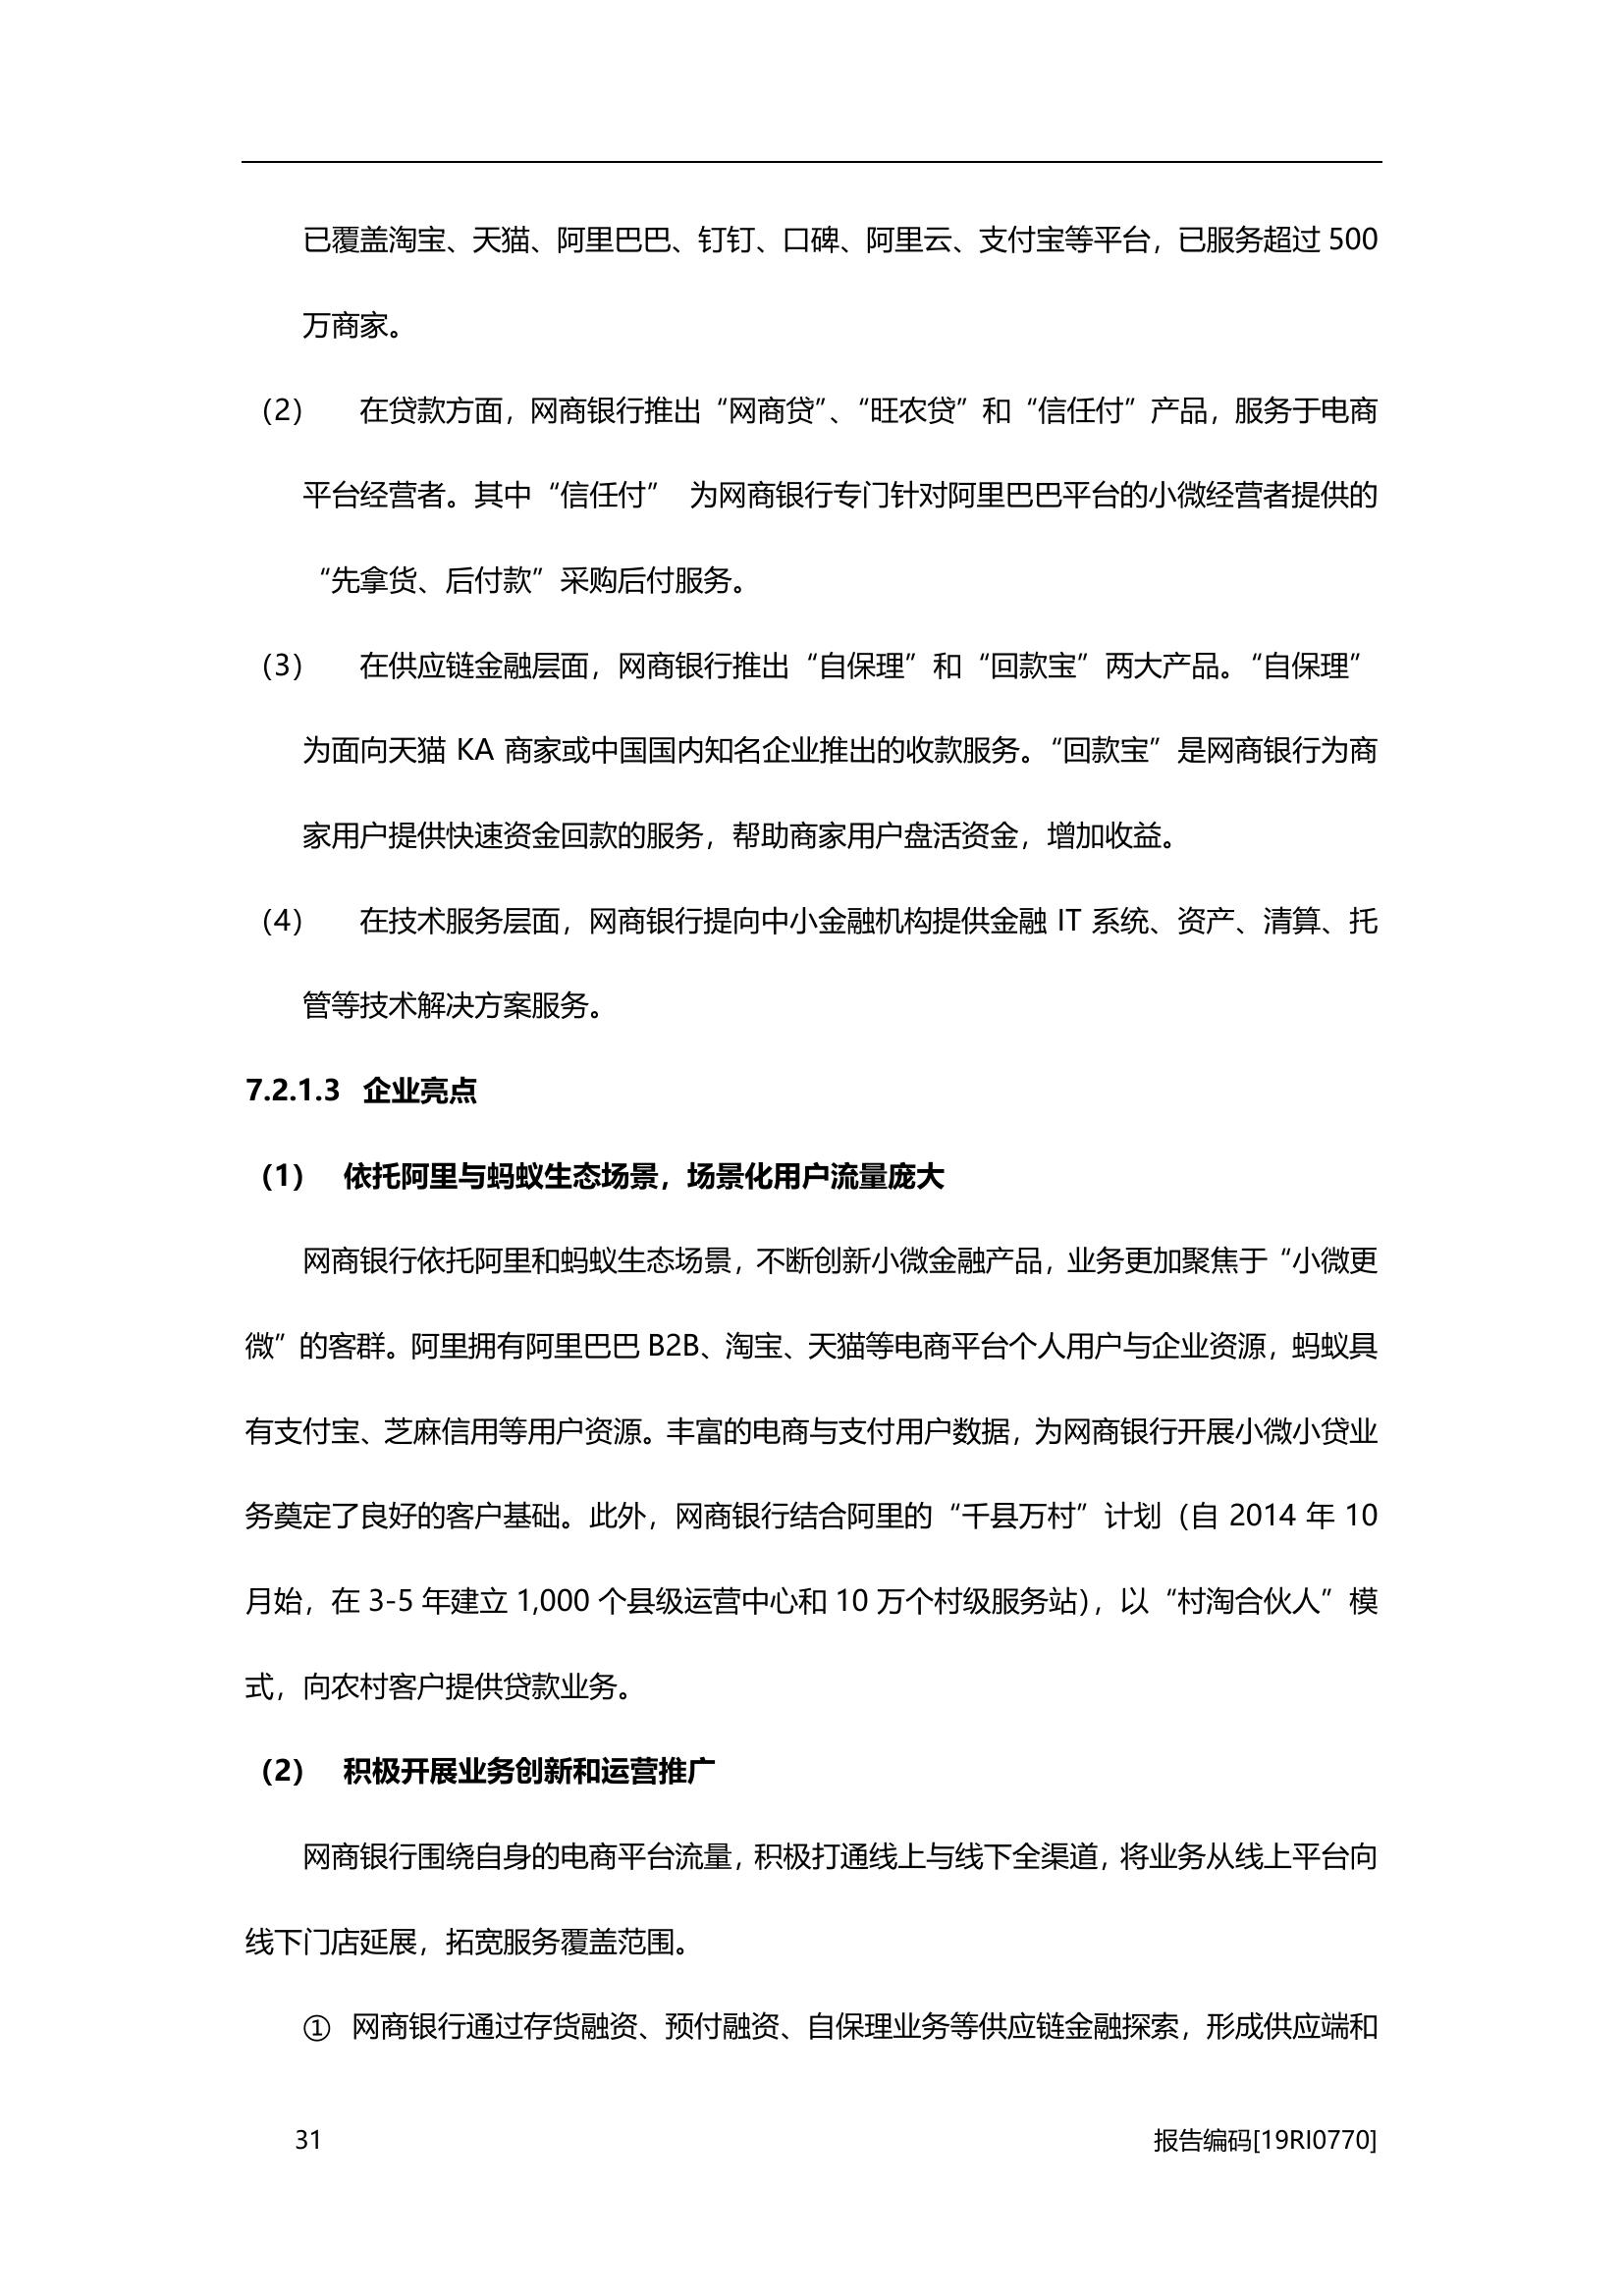 已覆盖淘宝、天猫、阿里巴巴、钉钉、口碑、阿里云、支付宝等平台，已服务超过 500
万商家。
（2） 在贷款方面，网商银行推出“网商贷”、“旺农贷”和“信任付”产品，服务于电商
平台经营者。其中“信任付” 为网商银行专门针对阿里巴巴平台的小微经营者提供的
“先拿货、后付款”采购后付服务。
（3） 在供应链金融层面，网商银行推出“自保理”和“回款宝”两大产品。“自保理”
为面向天猫 KA 商家或中国国内知名企业推出的收款服务。“回款宝”是网商银行为商
家用户提供快速资金回款的服务，帮助商家用户盘活资金，增加收益。
（4） 在技术服务层面，网商银行提向中小金融机构提供金融 IT 系统、资产、清算、托
管等技术解决方案服务。
7.2.1.3 企业亮点
（1） 依托阿里与蚂蚁生态场景，场景化用户流量庞大
网商银行依托阿里和蚂蚁生态场景，不断创新小微金融产品，业务更加聚焦于“小微更
微”的客群。阿里拥有阿里巴巴 B2B、淘宝、天猫等电商平台个人用户与企业资源，蚂蚁具
有支付宝、芝麻信用等用户资源。丰富的电商与支付用户数据，为网商银行开展小微小贷业
务奠定了良好的客户基础。此外，网商银行结合阿里的“千县万村”计划（自 2014 年 10
月始，在 3-5 年建立 1,000 个县级运营中心和 10 万个村级服务站），以“村淘合伙人”模
式，向农村客户提供贷款业务。
（2） 积极开展业务创新和运营推广
网商银行围绕自身的电商平台流量，积极打通线上与线下全渠道，将业务从线上平台向
线下门店延展，拓宽服务覆盖范围。
① 网商银行通过存货融资、预付融资、自保理业务等供应链金融探索，形成供应端和
31 报告编码[19RI0770]